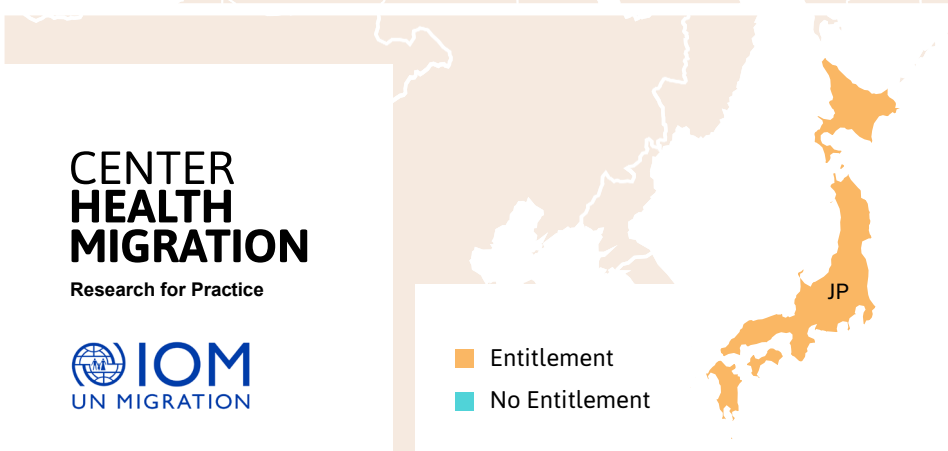 CENTER
HEALTH
MIGRATION
Research for Practice
IOM
UN MIGRATION
JP
Entitlement
No Entitlement